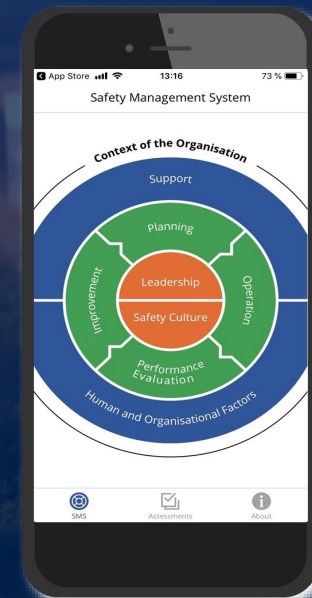 App Store
13:16
73 %
Safety Management System
Context of the Organisation
Support
Planning
Improvement
Leadership
Operation
Safety Culture
Performance
Evaluation
Human and Organisational Factors
SMS
Assessments
About